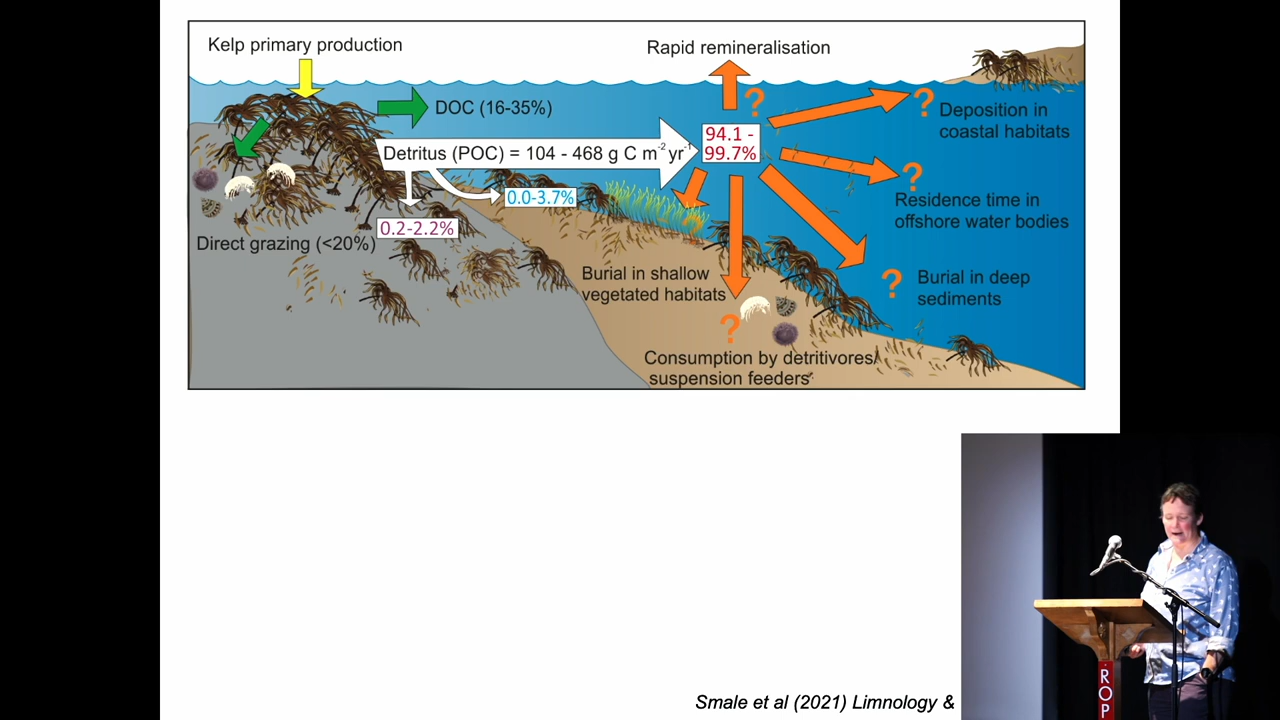 Kelp primary production
Rapid remineralisation
DOC (16-35%)
?
?
Deposition in
coastal habitats
94.1 -
99.7%
Detritus (POC) = 104 - 468 g C m-2 yr-1
?
Residence time in
offshore water bodies
0.0-3.7%
0.2-2.2%
?
Direct grazing (<20%)
Burial in shallow
vegetated habitats
?
Burial in deep
sediments
?
Consumption by detritivores/
suspension feeders
Smale et al (2021) Limnology &
ROP